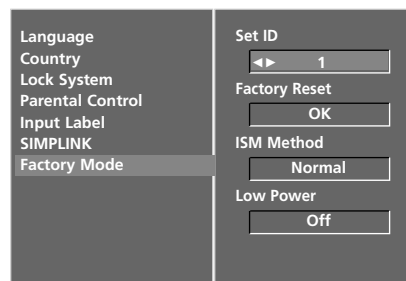 Language
Country
Lock System
Parental Control
Input Label
SIMPLINK
Factory Mode
Set ID
◄► 1
Factory Reset
OK
ISM Method
Normal
Low Power
Off